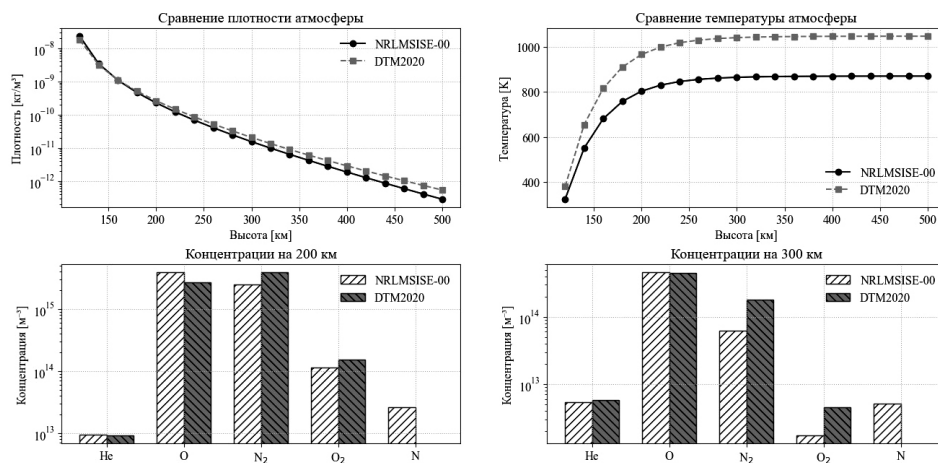 Сравнение плотности атмосферы
Плотность [кг/м³]
10⁻⁸
10⁻⁹
10⁻¹⁰
10⁻¹¹
10⁻¹²
NRLMSISE-00
DTM2020
150 200 250 300 350 400 450 500
Высота [км]
Сравнение температуры атмосферы
Температура [К]
1000
800
600
400
NRLMSISE-00
DTM2020
150 200 250 300 350 400 450 500
Высота [км]
Концентрации на 200 км
Концентрация [м⁻³]
10¹⁵
10¹⁴
10¹³
NRLMSISE-00
DTM2020
He O N₂ O₂ N
Концентрации на 300 км
Концентрация [м⁻³]
10¹⁴
10¹³
NRLMSISE-00
DTM2020
He O N₂ O₂ N